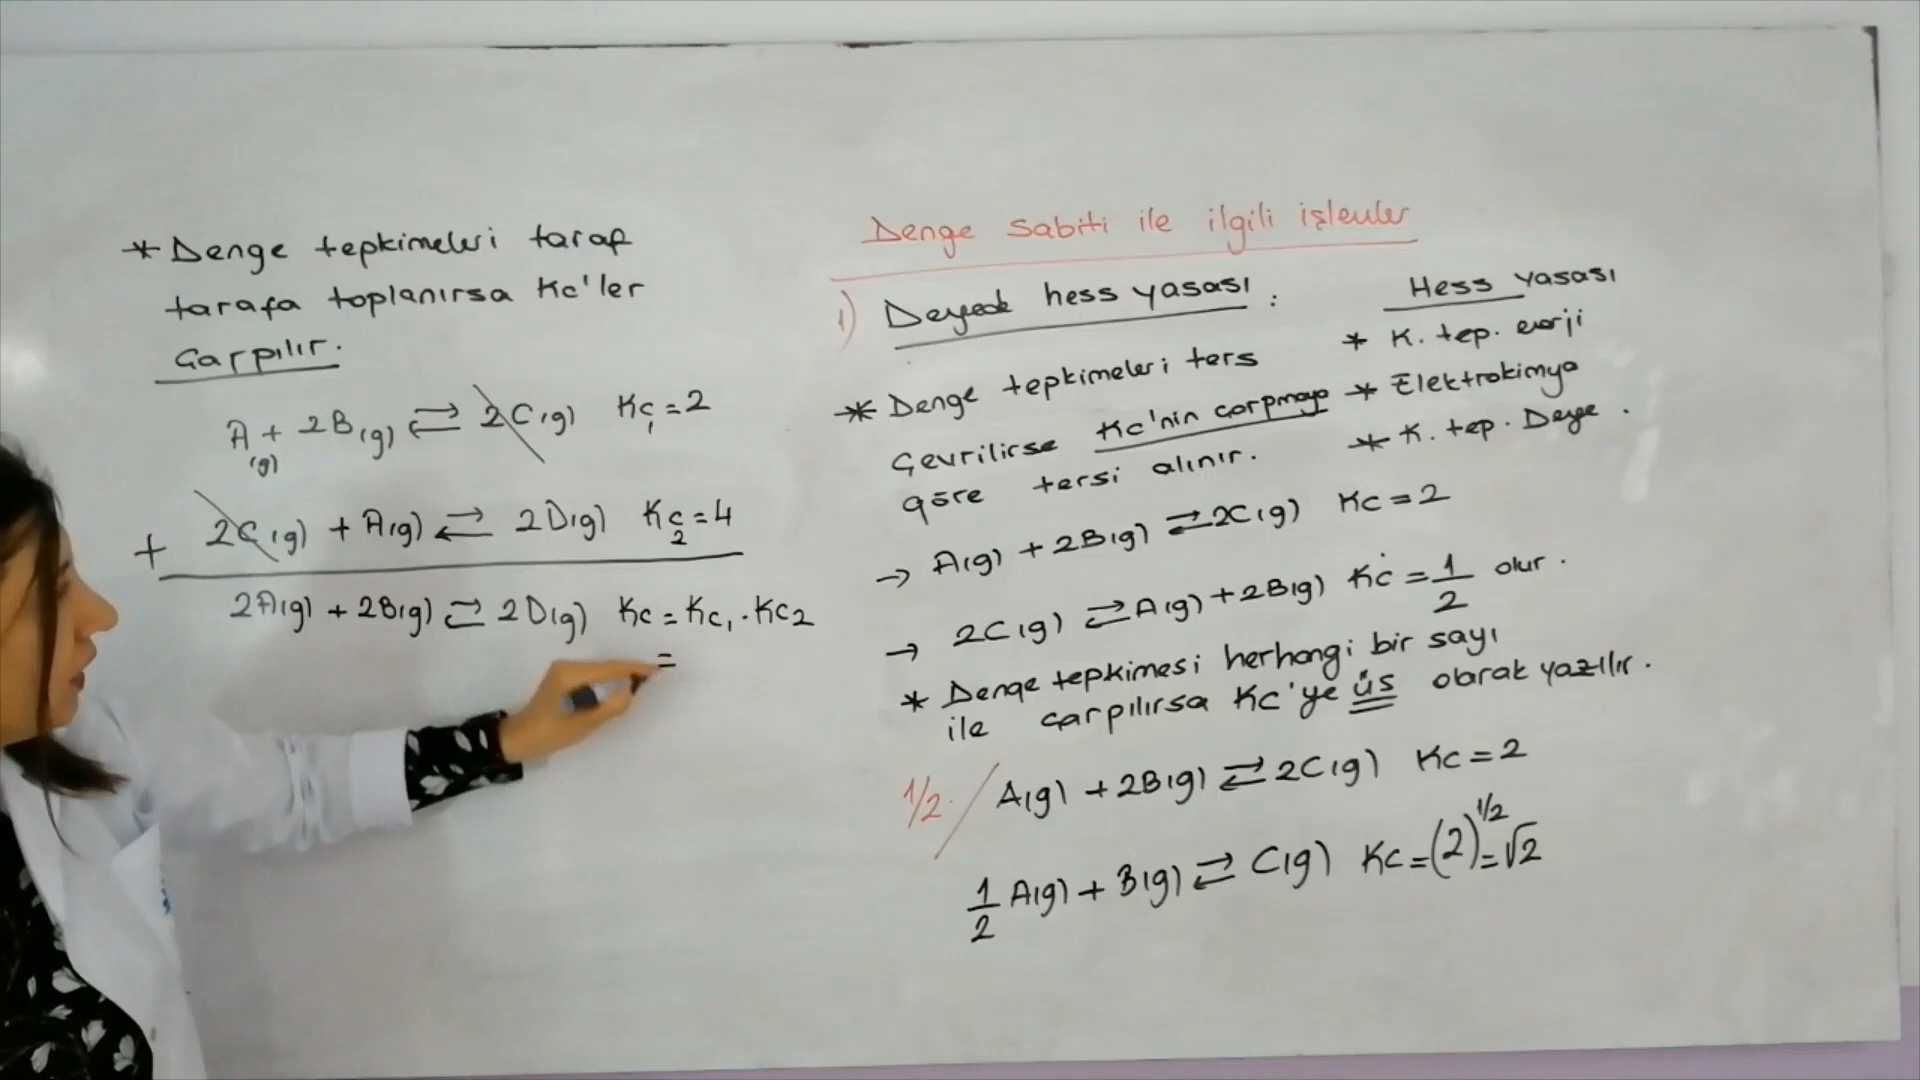 * Denge tepkimeleri taraf
tarafa toplanırsa Kc'ler
Çarpılır.
A(g) + 2B(g) ⇌ 2C(g) Kc1 = 2
+ 2C(g) + A(g) ⇌ 2D(g) Kc2 = 4
2A(g) + 2B(g) ⇌ 2D(g) Kc = Kc1 . Kc2
=
Denge sabiti ile ilgili işlemler
1) hess yasası :
* Denge tepkimeleri ters
Çevrilirse Kc'nin çarpmaya
göre tersi alınır.
Hess yasası
* K. tep. enerji
* Elektrokimya
* K. tep. Denge .
→ A(g) + 2B(g) ⇌ 2C(g) Kc = 2
→ 2C(g) ⇌ A(g) + 2B(g) Kc = 1/2 olur .
* Denge tepkimesi herhangi bir sayı
ile çarpılırsa Kc'ye üs olarak yazılır .
1/2 . / A(g) + 2B(g) ⇌ 2C(g) Kc = 2
1/2 A(g) + B(g) ⇌ C(g) Kc = (2)^1/2 = √2